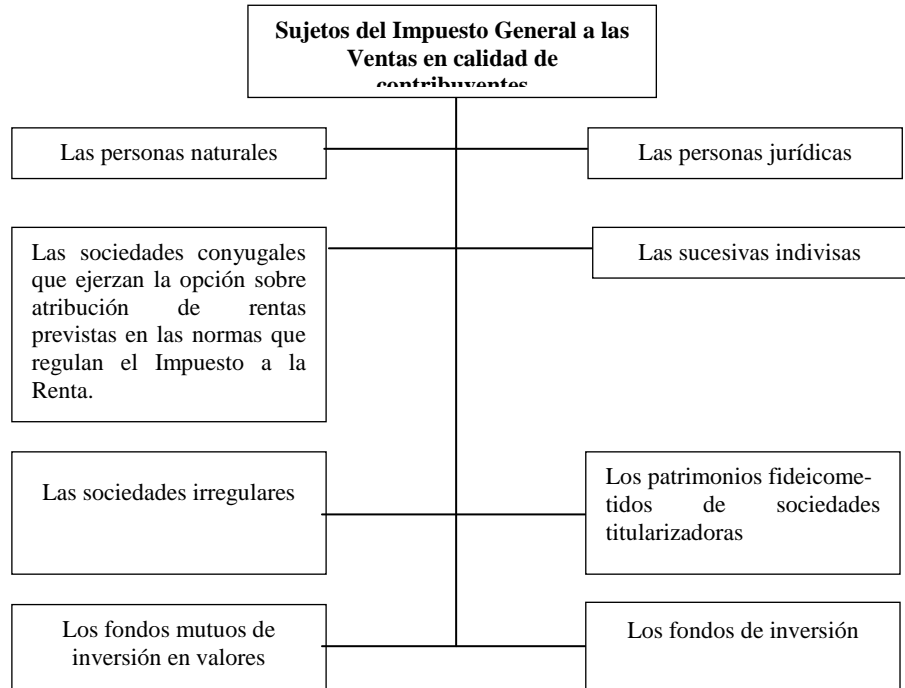 Sujetos del Impuesto General a las
Ventas en calidad de
contribuyentes
Las personas naturales
Las personas jurídicas
Las sociedades conyugales
que ejerzan la opción sobre
atribución de rentas
previstas en las normas que
regulan el Impuesto a la
Renta.
Las sucesivas indivisas
Las sociedades irregulares
Los patrimonios fideicome-
tidos de sociedades
titularizadoras
Los fondos mutuos de
inversión en valores
Los fondos de inversión